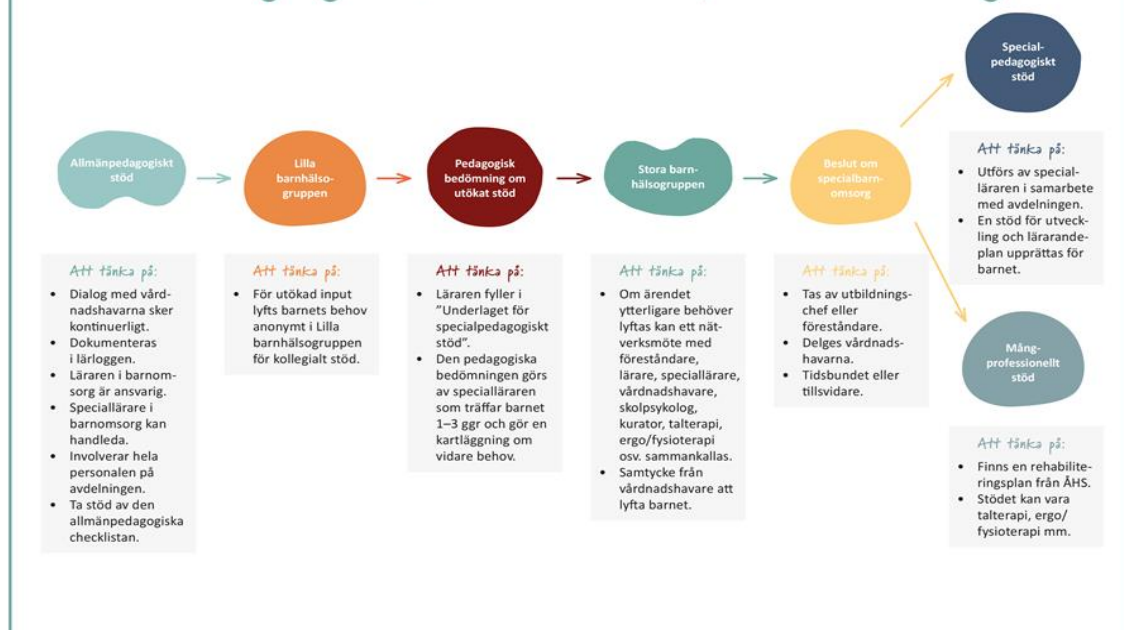 Allmänpedagogiskt
stöd
Att tänka på:
• Dialog med vård-
nadshavarna sker
kontinuerligt.
• Dokumenteras
i lärloggen.
• Läraren i barnom-
sorg är ansvarig.
• Speciallärare i
barnomsorg kan
handleda.
• Involverar hela
personalen på
avdelningen.
• Ta stöd av den
allmänpedagogiska
checklistan.
Lilla
barnhälso-
gruppen
Att tänka på:
• För utökad input
lyfts barnets behov
anonymt i Lilla
barnhälsogruppen
för kollegialt stöd.
Pedagogisk
bedömning om
utökat stöd
Att tänka på:
• Läraren fyller i
”Underlaget för
specialpedagogiskt
stöd”.
• Den pedagogiska
bedömningen görs
av specialläraren
som träffar barnet
1–3 ggr och gör en
kartläggning om
vidare behov.
Stora barn-
hälsogruppen
Att tänka på:
• Om ärendet
ytterligare behöver
lyftas kan ett nät-
verksmöte med
föreståndare,
lärare, speciallärare,
vårdnadshavare,
skolpsykolog,
kurator, talterapi,
ergo/fysioterapi
osv. sammankallas.
• Samtycke från
vårdnadshavare att
lyfta barnet.
Beslut om
specialbarn-
omsorg
Att tänka på:
• Tas av utbildnings-
chef eller
föreståndare.
• Delges vårdnads-
havarna.
• Tidsbundet eller
tillsvidare.
Special-
pedagogiskt
stöd
Att tänka på:
• Utförs av special-
läraren i samarbete
med avdelningen.
• En stöd för utveck-
ling och lärarande-
plan upprättas för
barnet.
Mång-
professionellt
stöd
Att tänka på:
• Finns en rehabilite-
ringsplan från ÅHS.
• Stödet kan vara
talterapi, ergo/
fysioterapi mm.